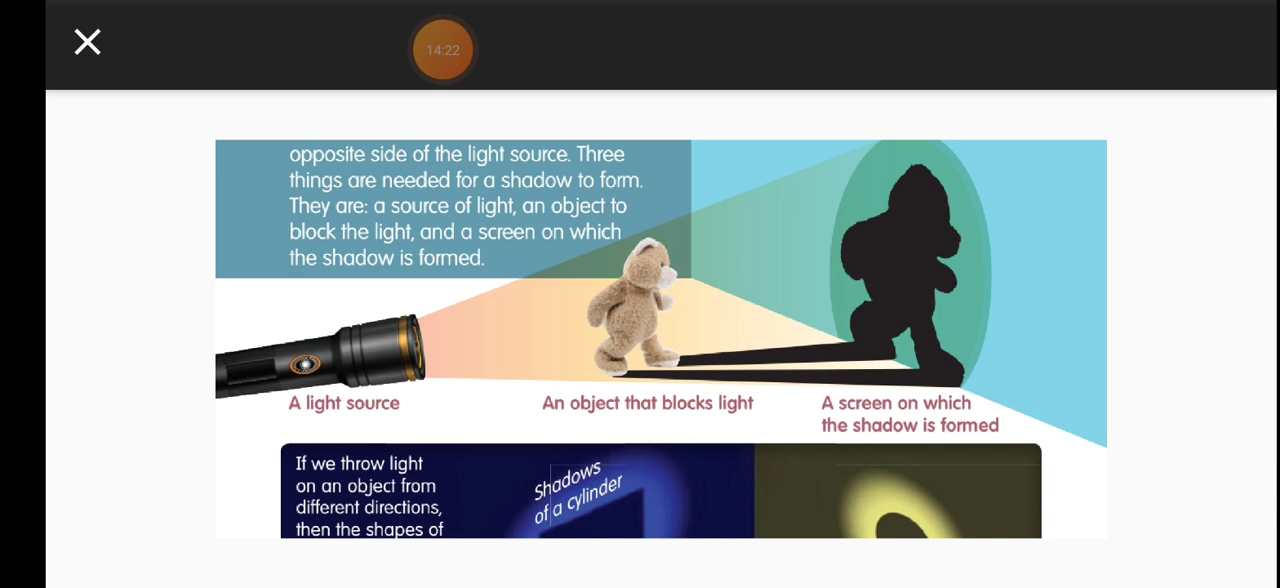 14:22
opposite side of the light source. Three
things are needed for a shadow to form.
They are: a source of light, an object to
block the light, and a screen on which
the shadow is formed.
A light source
An object that blocks light
A screen on which
the shadow is formed
If we throw light
on an object from
different directions,
then the shapes of
Shadows
of a cylinder